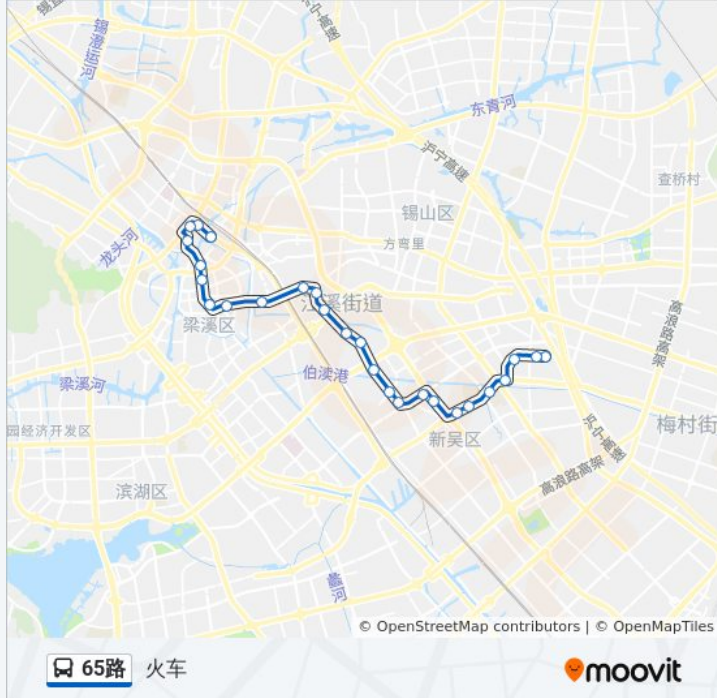 锡澄运河
沪宁高速
东青河
沪宁高速
查桥村
锡山区
龙头河
方弯里
江溪街道
梁溪区
高浪路高架
伯渎港
梁溪河
园经济开发区
梅村街
新吴区
沪宁高速
高浪路高架
滨湖区
蠡河
© OpenStreetMap contributors | © OpenMapTiles
65路 火车
moovit